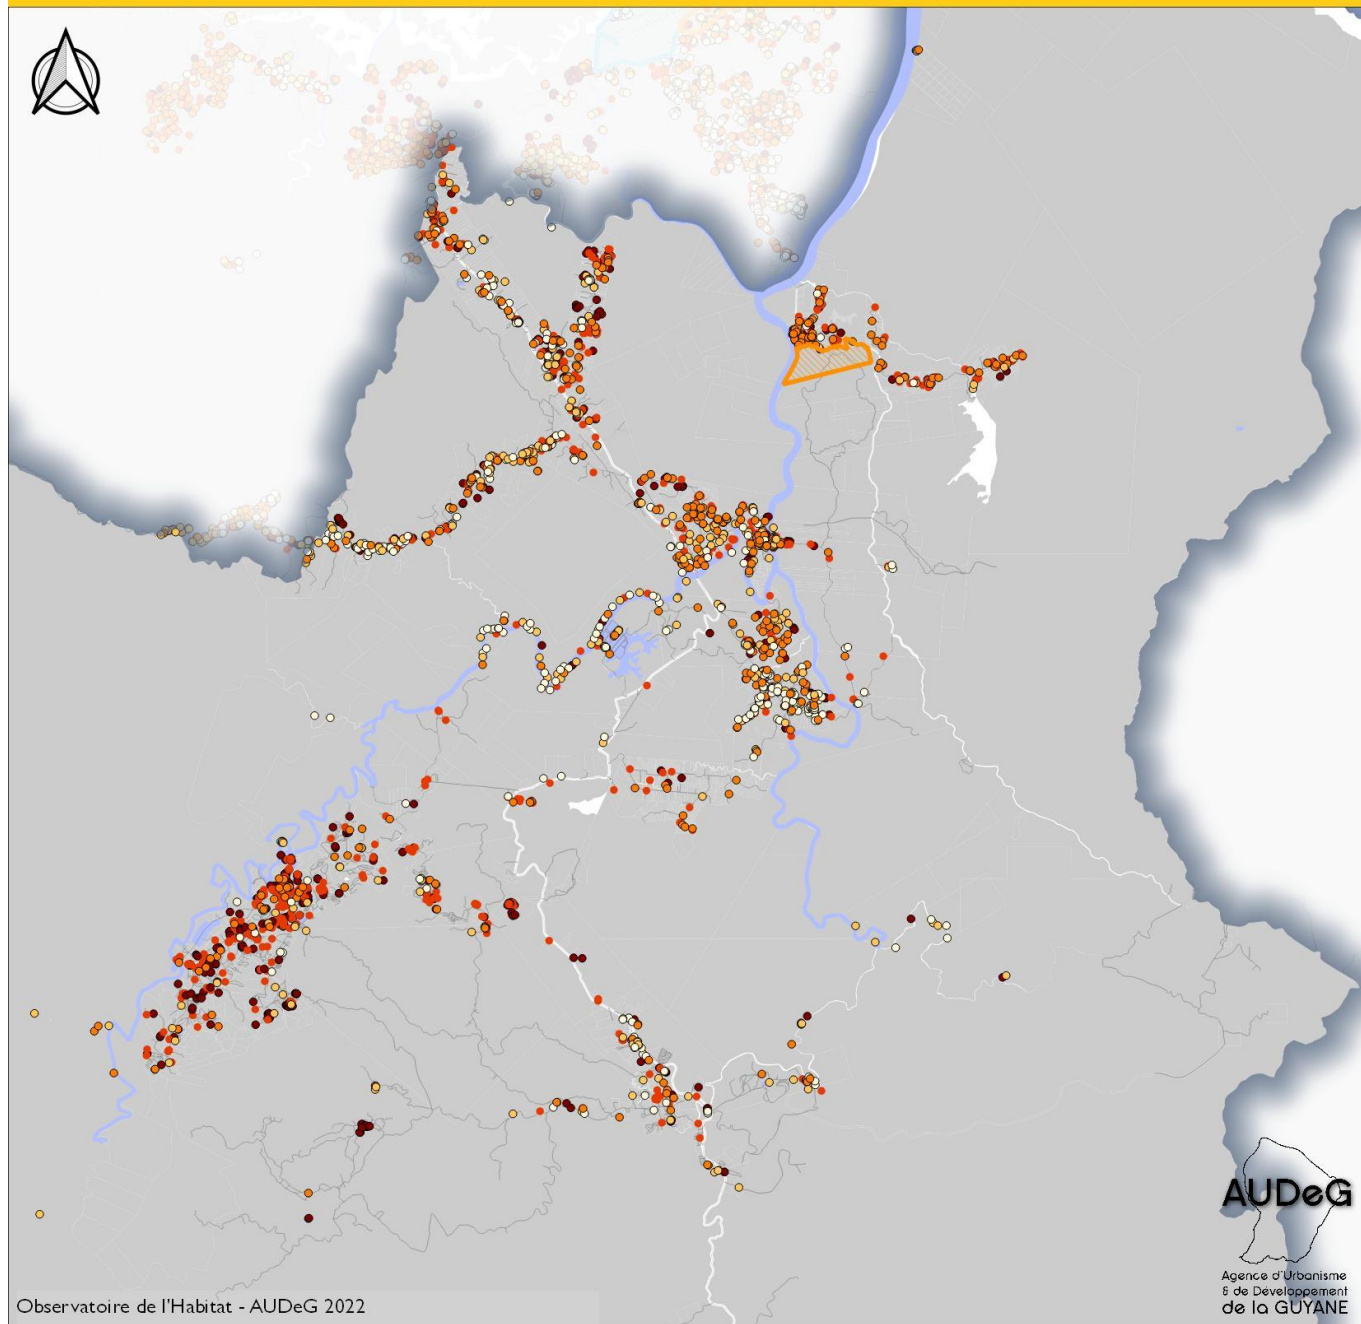 Observatoire de l'Habitat - AUDeG 2022
AUDeG
Agence d'Urbanisme
& de Développement
de la GUYANE